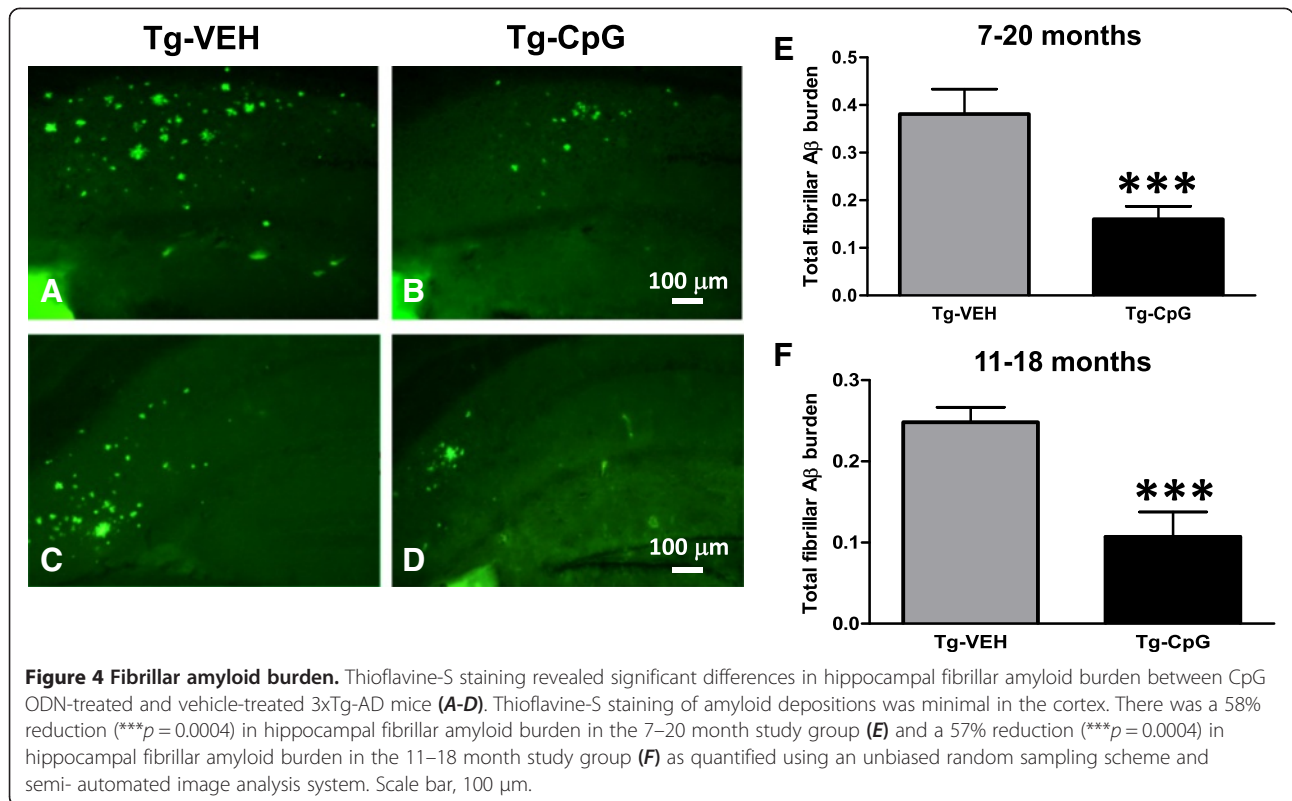 Tg-VEH
Tg-CpG
A
B
100 μm
C
D
100 μm
E
7-20 months
Total fibrillar Aβ burden
0.5
0.4
0.3
0.2
0.1
0.0
***
Tg-VEH
Tg-CpG
F
11-18 months
Total fibrillar Aβ burden
0.3
0.2
0.1
0.0
***
Tg-VEH
Tg-CpG
Figure 4 Fibrillar amyloid burden. Thioflavine-S staining revealed significant differences in hippocampal fibrillar amyloid burden between CpG
ODN-treated and vehicle-treated 3xTg-AD mice (A-D). Thioflavine-S staining of amyloid depositions was minimal in the cortex. There was a 58%
reduction (***p = 0.0004) in hippocampal fibrillar amyloid burden in the 7–20 month study group (E) and a 57% reduction (***p = 0.0004) in
hippocampal fibrillar amyloid burden in the 11–18 month study group (F) as quantified using an unbiased random sampling scheme and
semi- automated image analysis system. Scale bar, 100 μm.